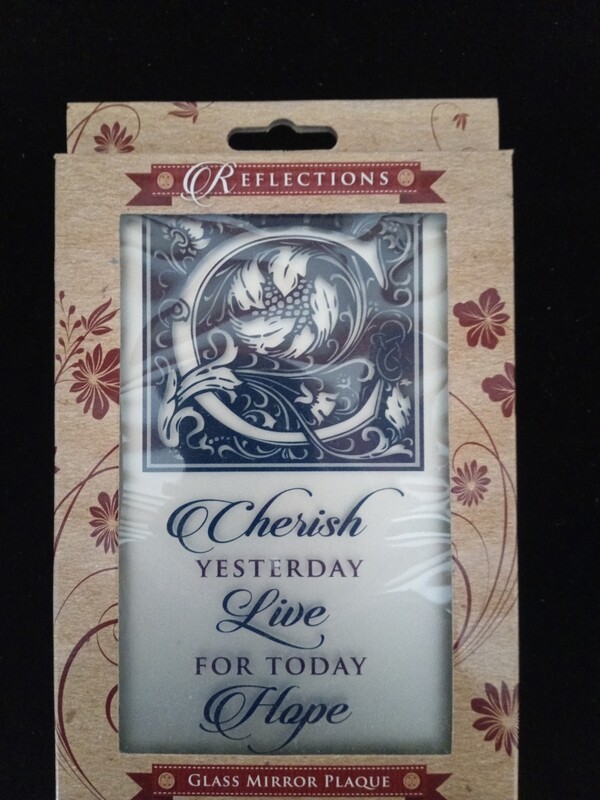 REFLECTIONS
C
Cherish
YESTERDAY
Live
FOR TODAY
Hope
GLASS MIRROR PLAQUE